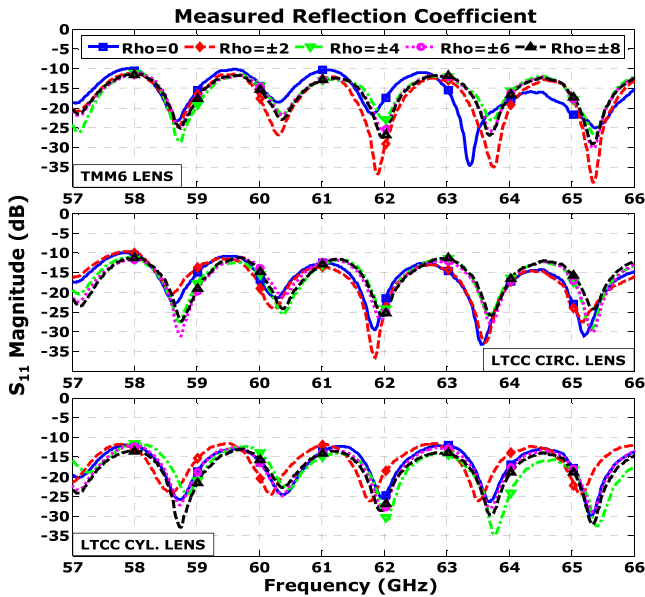 Measured Reflection Coefficient
0
-5
-10
-15
-20
-25
-30
-35
Rho=0 Rho=±2 Rho=±4 Rho=±6 Rho=±8
TMM6 LENS
57 58 59 60 61 62 63 64 65 66
0
-5
-10
-15
-20
-25
-30
-35
LTCC CIRC. LENS
57 58 59 60 61 62 63 64 65 66
0
-5
-10
-15
-20
-25
-30
-35
LTCC CYL. LENS
57 58 59 60 61 62 63 64 65 66
S11 Magnitude (dB)
Frequency (GHz)